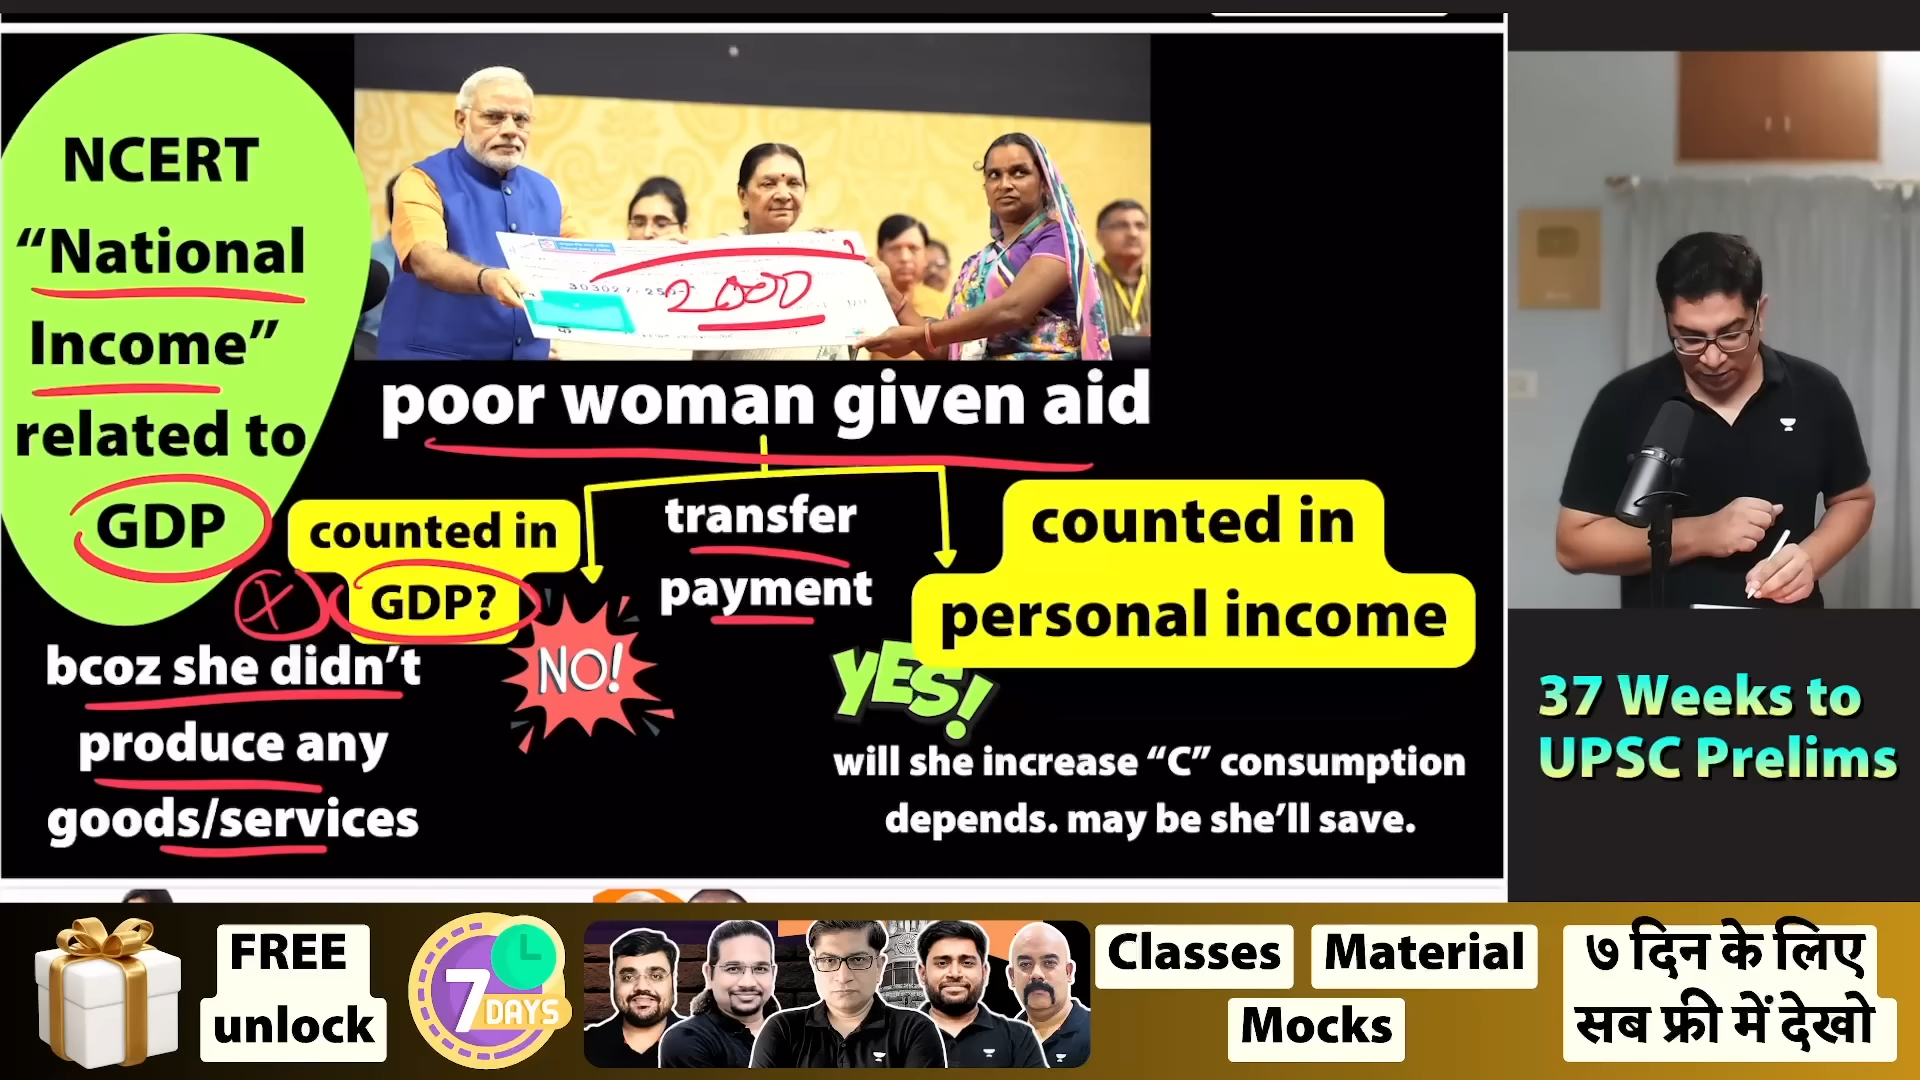 NCERT
“National
Income”
related to
GDP
303027,25
2000
poor woman given aid
counted in
GDP?
NO!
bcoz she didn’t
produce any
goods/services
transfer
payment
counted in
personal income
YES!
will she increase “C” consumption
depends. may be she’ll save.
37 Weeks to
UPSC Prelims
FREE
unlock
7 DAYS
Classes
Material
Mocks
७ दिन के लिए
सब फ्री में देखो